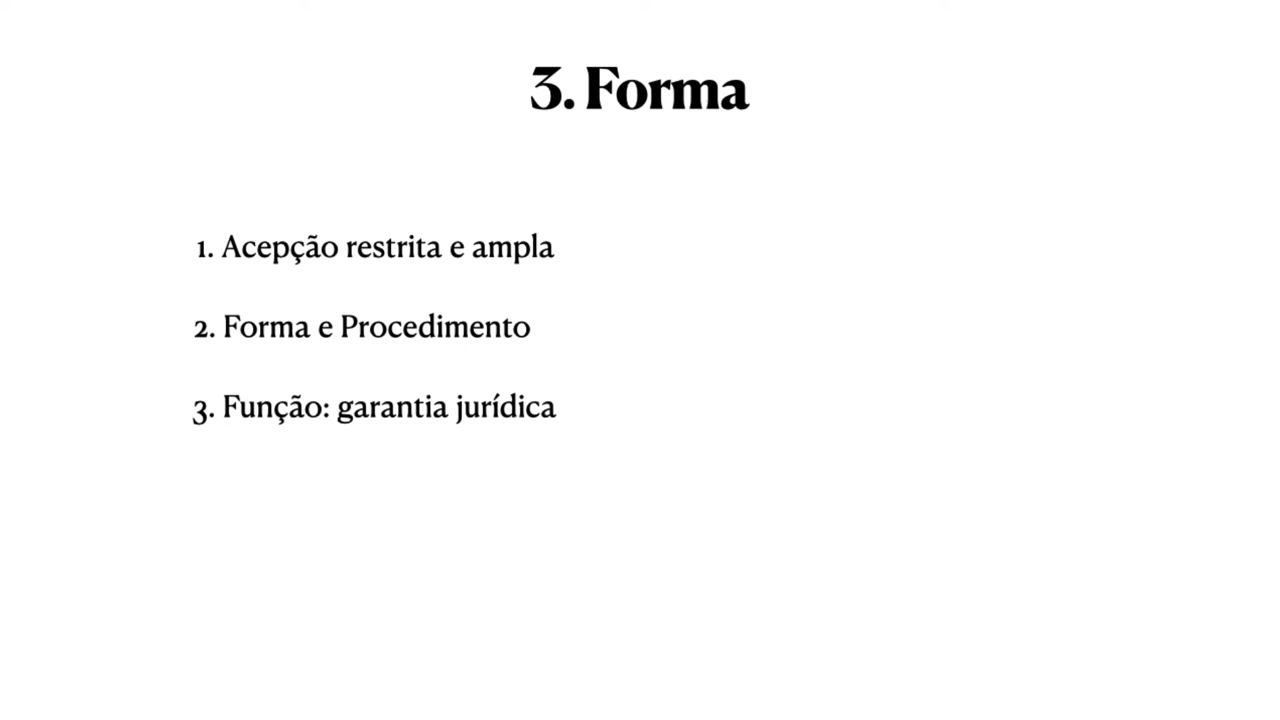 3. Forma
1. Acepção restrita e ampla
2. Forma e Procedimento
3. Função: garantia jurídica